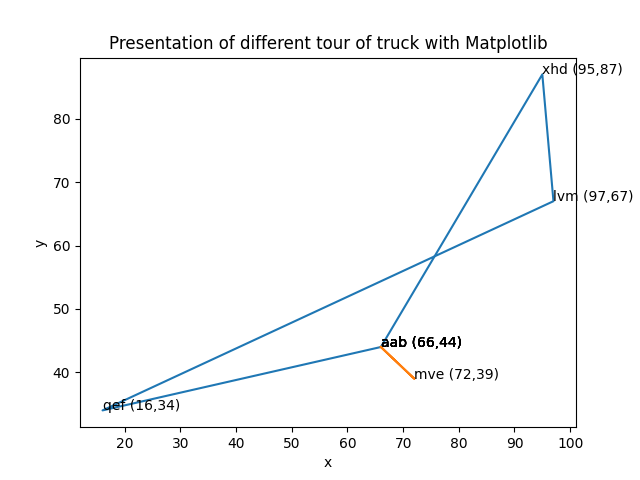 Presentation of different tour of truck with Matplotlib
xhd (95,87)
lvm (97,67)
aab (66,44)
mve (72,39)
qef (16,34)
y
80
70
60
50
40
20 30 40 50 60 70 80 90 100
x